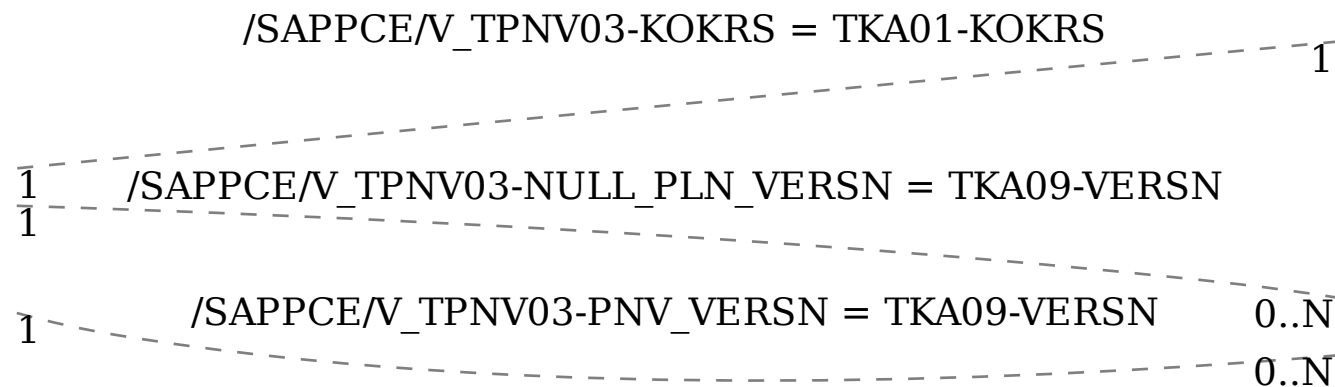 /SAPPCE/V_TPNV03-KOKRS = TKA01-KOKRS
1
1
/SAPPCE/V_TPNV03-NULL_PLN_VERSN = TKA09-VERSN
1
/SAPPCE/V_TPNV03-PNV_VERSN = TKA09-VERSN
0..N
1
0..N